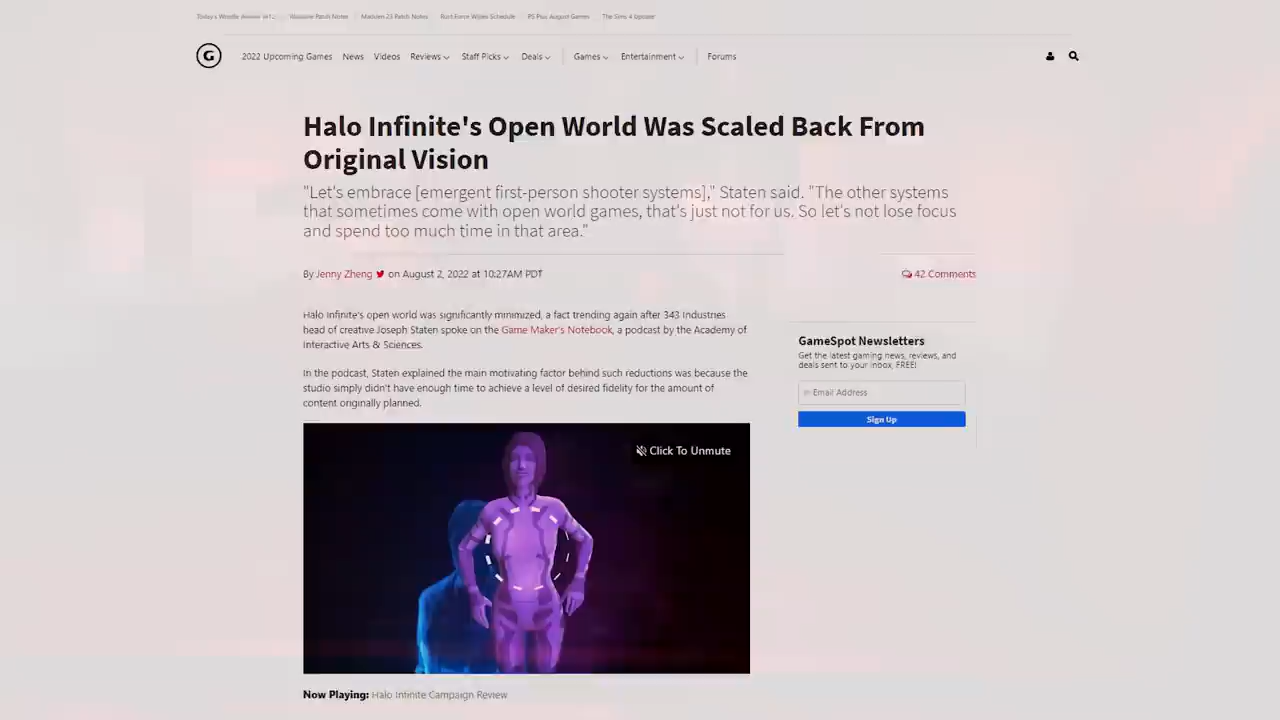 Today's Wordle
Madden 23 Patch Notes
Rust Force Wipes Schedule
PS Plus August Games
The Sims 4 Update
G
2022 Upcoming Games
News
Videos
Reviews
Staff Picks
Deals
Games
Entertainment
Forums
Halo Infinite's Open World Was Scaled Back From
Original Vision
"Let's embrace [emergent first-person shooter systems]," Staten said. "The other systems
that sometimes come with open world games, that's just not for us. So let's not lose focus
and spend too much time in that area."
By Jenny Zheng on August 2, 2022 at 10:27AM PDT
42 Comments
Halo Infinite's open world was significantly minimized, a fact trending again after 343 Industries
head of creative Joseph Staten spoke on the Game Maker's Notebook, a podcast by the Academy of
Interactive Arts & Sciences.
In the podcast, Staten explained the main motivating factor behind such reductions was because the
studio simply didn't have enough time to achieve a level of desired fidelity for the amount of
content originally planned.
GameSpot Newsletters
Get the latest gaming news, reviews, and
deals sent to your inbox, FREE!
Email Address
Sign Up
Click To Unmute
Now Playing: Halo Infinite Campaign Review